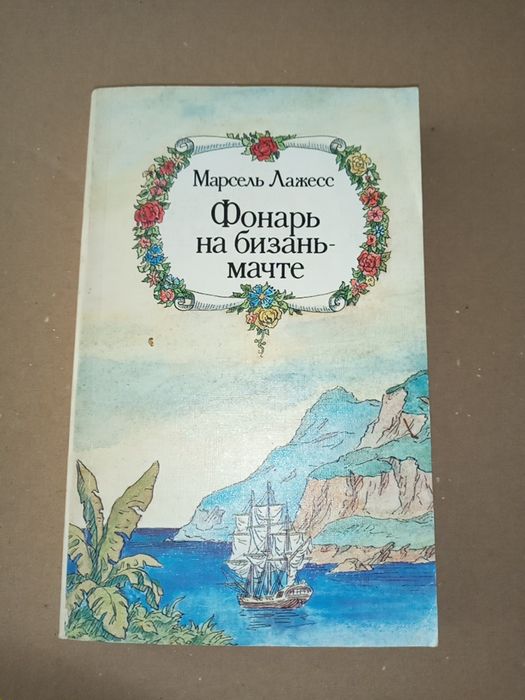 Марсель Лажесс
Фонарь
на бизань-
мачте